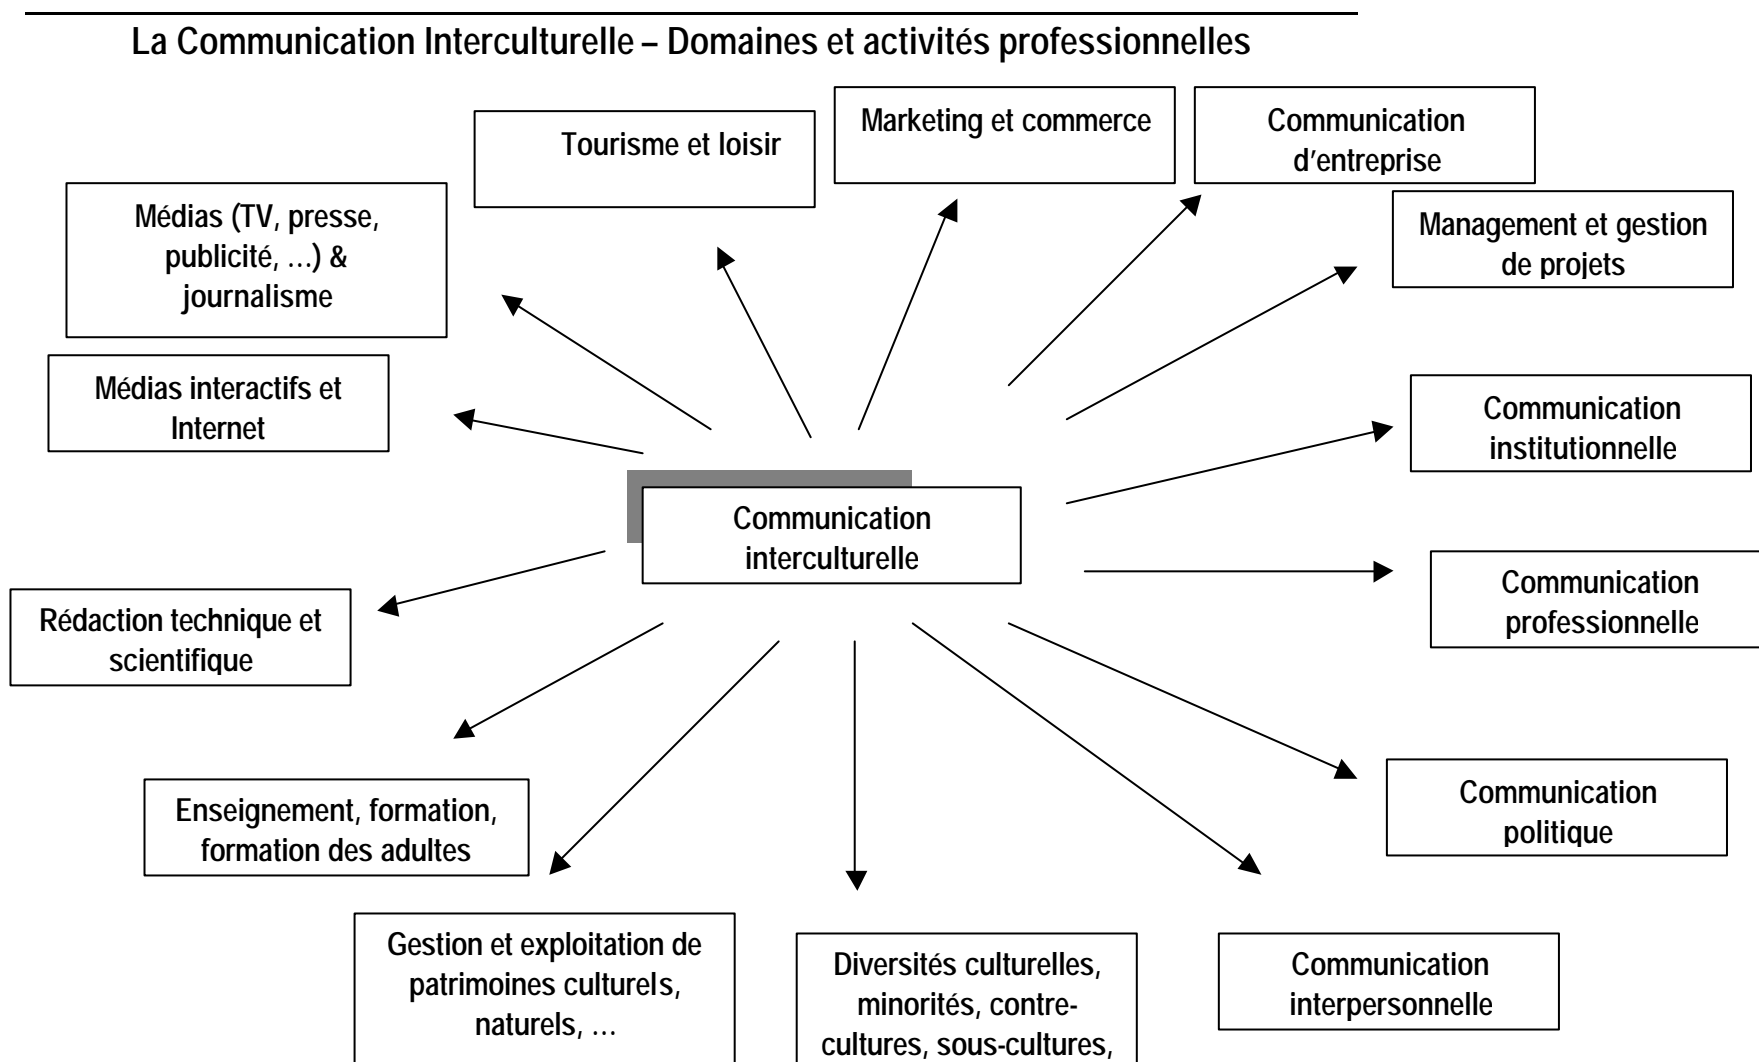 La Communication Interculturelle – Domaines et activités professionnelles
Tourisme et loisir
Marketing et commerce
Communication
d'entreprise
Médias (TV, presse,
publicité, …) &
journalisme
Management et gestion
de projets
Médias interactifs et
Internet
Communication
institutionnelle
Communication
interculturelle
Communication
professionnelle
Rédaction technique et
scientifique
Communication
politique
Enseignement, formation,
formation des adultes
Gestion et exploitation de
patrimoines culturels,
naturels, …
Diversités culturelles,
minorités, contre-
cultures, sous-cultures,
Communication
interpersonnelle